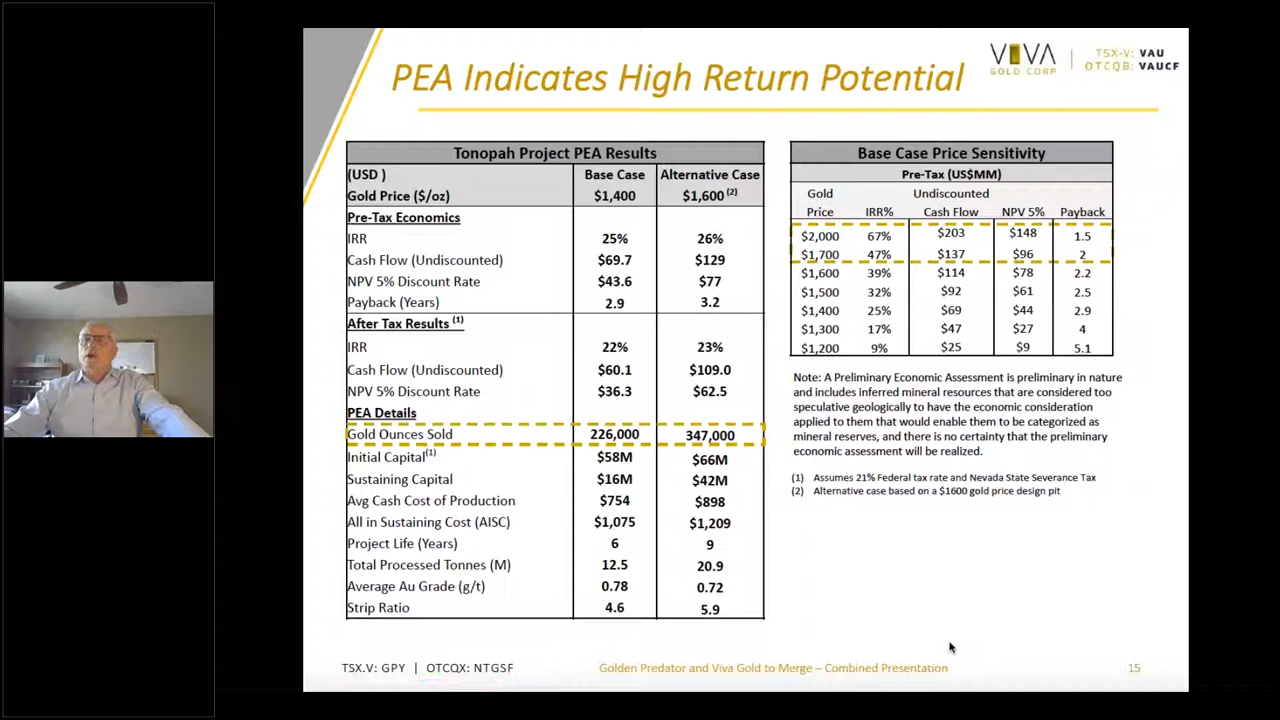 PEA Indicates High Return Potential
VIVA
GOLD CORP
TSX-V: VAU
OTCQB: VAUCF
Tonopah Project PEA Results
(USD ) Base Case Alternative Case
Gold Price ($/oz) $1,400 $1,600 (2)
Pre-Tax Economics
IRR 25% 26%
Cash Flow (Undiscounted) $69.7 $129
NPV 5% Discount Rate $43.6 $77
Payback (Years) 2.9 3.2
After Tax Results (1)
IRR 22% 23%
Cash Flow (Undiscounted) $60.1 $109.0
NPV 5% Discount Rate $36.3 $62.5
PEA Details
Gold Ounces Sold 226,000 347,000
Initial Capital(1) $58M $66M
Sustaining Capital $16M $42M
Avg Cash Cost of Production $754 $898
All in Sustaining Cost (AISC) $1,075 $1,209
Project Life (Years) 6 9
Total Processed Tonnes (M) 12.5 20.9
Average Au Grade (g/t) 0.78 0.72
Strip Ratio 4.6 5.9
Base Case Price Sensitivity
Pre-Tax (US$MM)
Gold Undiscounted
Price IRR% Cash Flow NPV 5% Payback
$2,000 67% $203 $148 1.5
$1,700 47% $137 $96 2
$1,600 39% $114 $78 2.2
$1,500 32% $92 $61 2.5
$1,400 25% $69 $44 2.9
$1,300 17% $47 $27 4
$1,200 9% $25 $9 5.1
Note: A Preliminary Economic Assessment is preliminary in nature
and includes inferred mineral resources that are considered too
speculative geologically to have the economic consideration
applied to them that would enable them to be categorized as
mineral reserves, and there is no certainty that the preliminary
economic assessment will be realized.
(1) Assumes 21% Federal tax rate and Nevada State Severance Tax
(2) Alternative case based on a $1600 gold price design pit
TSX.V: GPY | OTCQX: NTGSF
Golden Predator and Viva Gold to Merge – Combined Presentation
15